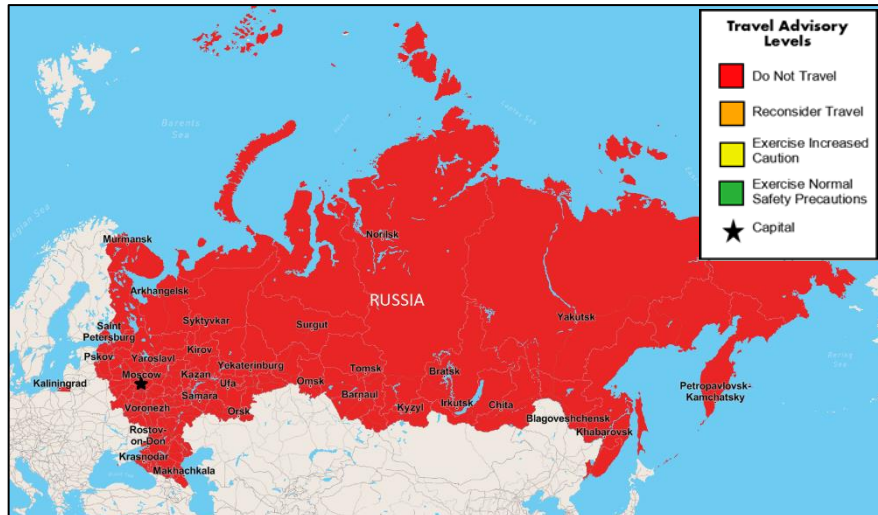 Travel Advisory
Levels
Do Not Travel
Reconsider Travel
Exercise Increased
Caution
Exercise Normal
Safety Precautions
Capital
Barents
Sea
Murmansk
Norilsk
Arkhangelsk
RUSSIA
Syktyvkar
Surgut
Yakutsk
Saint
Petersburg
Pskov
Yaroslavl
Kirov
Yekaterinburg
Moscow
Kazan
Ufa
Tomsk
Bratsk
Kaliningrad
Omsk
Petropavlovsk-
Kamchatsky
Samara
Barnaul
Voronezh
Orsk
Kyzyl
Irkutsk
Chita
Blagoveshchensk
Rostov-
on-Don
Khabarovsk
Krasnodar
Makhachkala